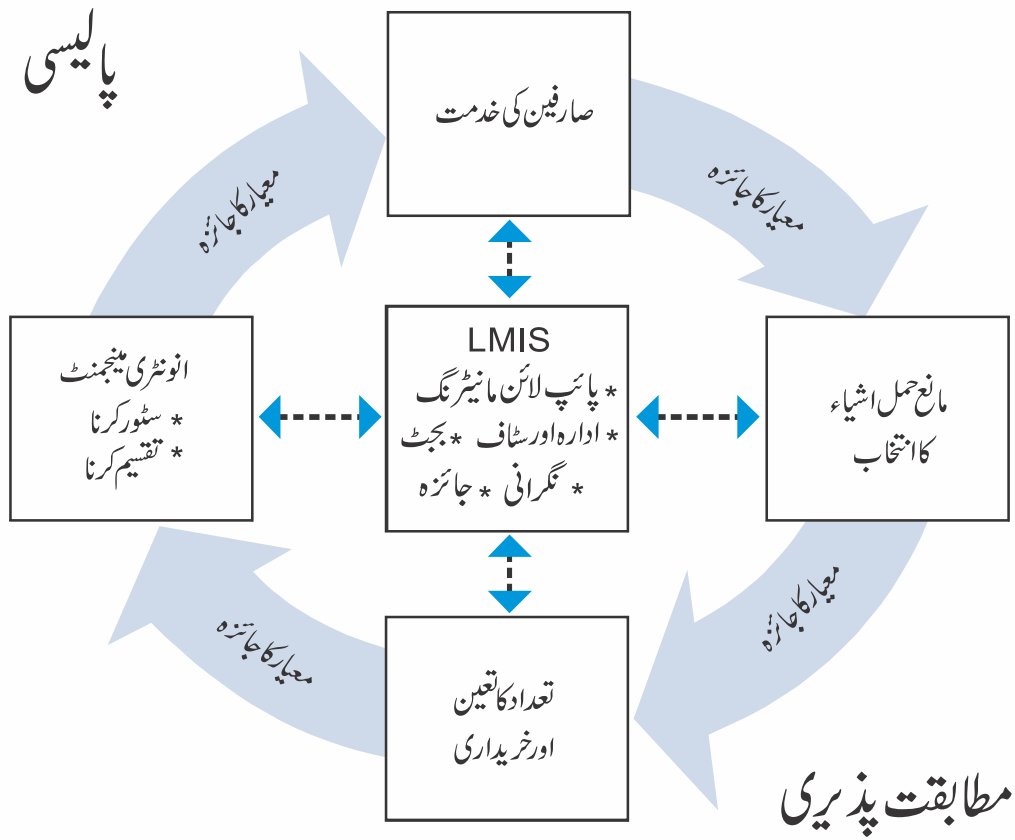 پالیسی
صارفین کی خدمت
معیار کا جائزہ
معیار کا جائزہ
انونٹری مینجمنٹ
* سٹور کرنا
* تقسیم کرنا
LMIS
* پائپ لائن مانیٹرنگ
* ادارہ اور سٹاف * بجٹ
* نگرانی * جائزہ
مانع حمل اشیاء
کا انتخاب
معیار کا جائزہ
معیار کا جائزہ
تعداد کا تعین
اور خریداری
مطابقت پذیری